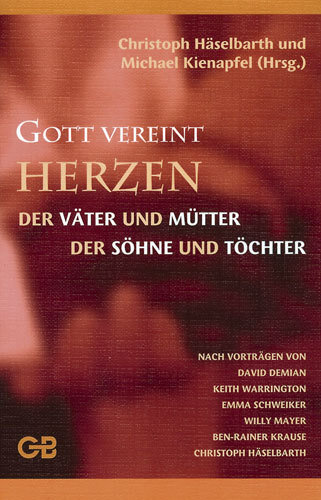 Christoph Häselbarth und
Michael Kienapfel (Hrsg.)
GOTT VEREINT
HERZEN
DER VÄTER UND MÜTTER
DER SÖHNE UND TÖCHTER
NACH VORTRÄGEN VON
DAVID DEMIAN
KEITH WARRINGTON
EMMA SCHWEIKER
WILLY MAYER
BEN-RAINER KRAUSE
CHRISTOPH HÄSELBARTH
GB